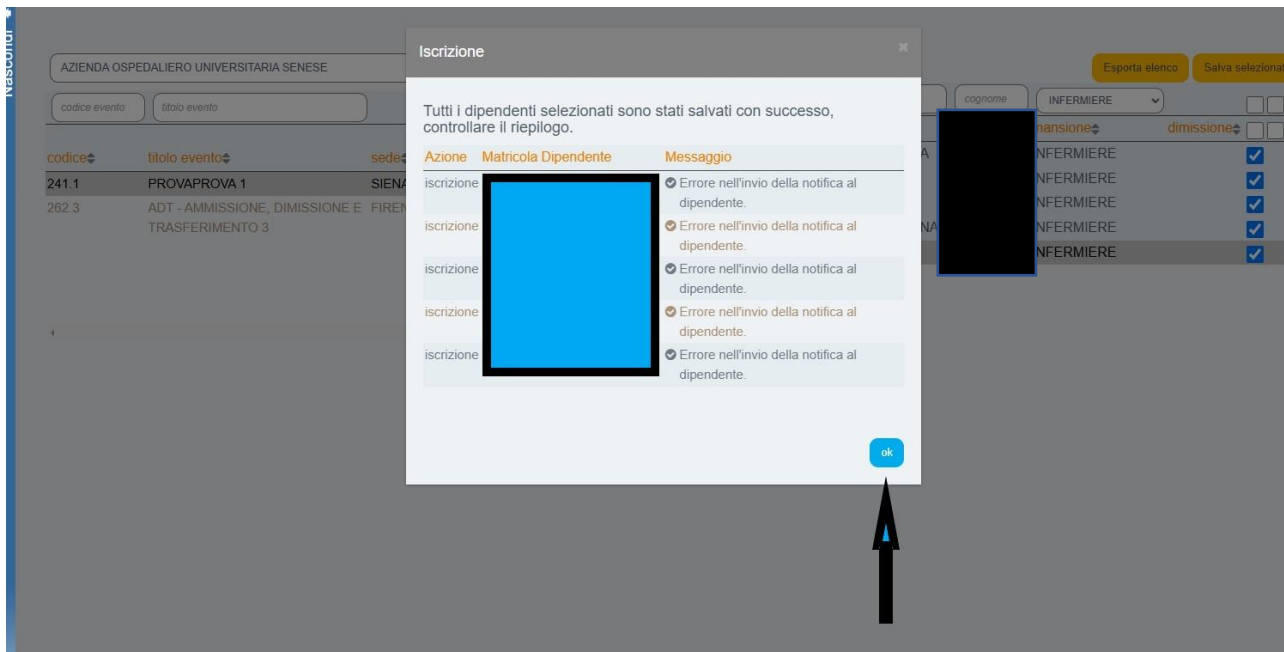 Nascondi
Iscrizione
×
AZIENDA OSPEDALIERO UNIVERSITARIA SENESE
Esporta elenco
Salva selezionat
codice evento
titolo evento
cognome
INFERMIERE
Tutti i dipendenti selezionati sono stati salvati con successo,
controllare il riepilogo.
codice
titolo evento
sede
Azione
Matricola Dipendente
Messaggio
mansione
dimissione
241.1
PROVAPROVA 1
SIENA
262.3
ADT - AMMISSIONE, DIMISSIONE E
TRASFERIMENTO 3
FIREN
iscrizione
Errore nell'invio della notifica al
dipendente.
iscrizione
Errore nell'invio della notifica al
dipendente.
iscrizione
Errore nell'invio della notifica al
dipendente.
iscrizione
Errore nell'invio della notifica al
dipendente.
iscrizione
Errore nell'invio della notifica al
dipendente.
A
NFERMIERE
NFERMIERE
NFERMIERE
NA
NFERMIERE
NFERMIERE
ok